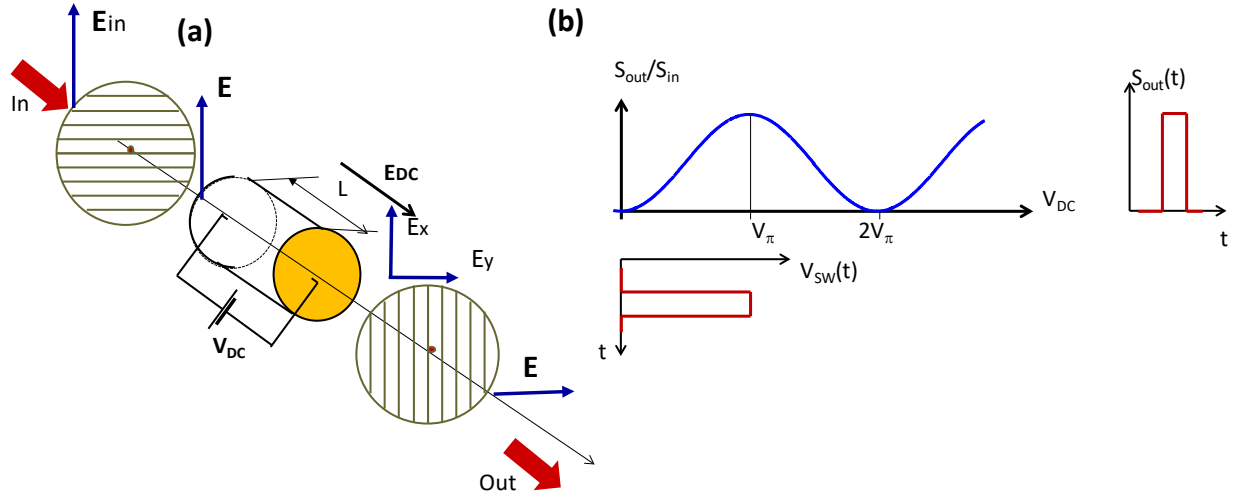 (a)
Ein
In
E
L
EDC
Ex
Ey
VDC
E
Out
(b)
Sout/Sin
VDC
Vπ
2Vπ
VSW(t)
t
Sout(t)
t